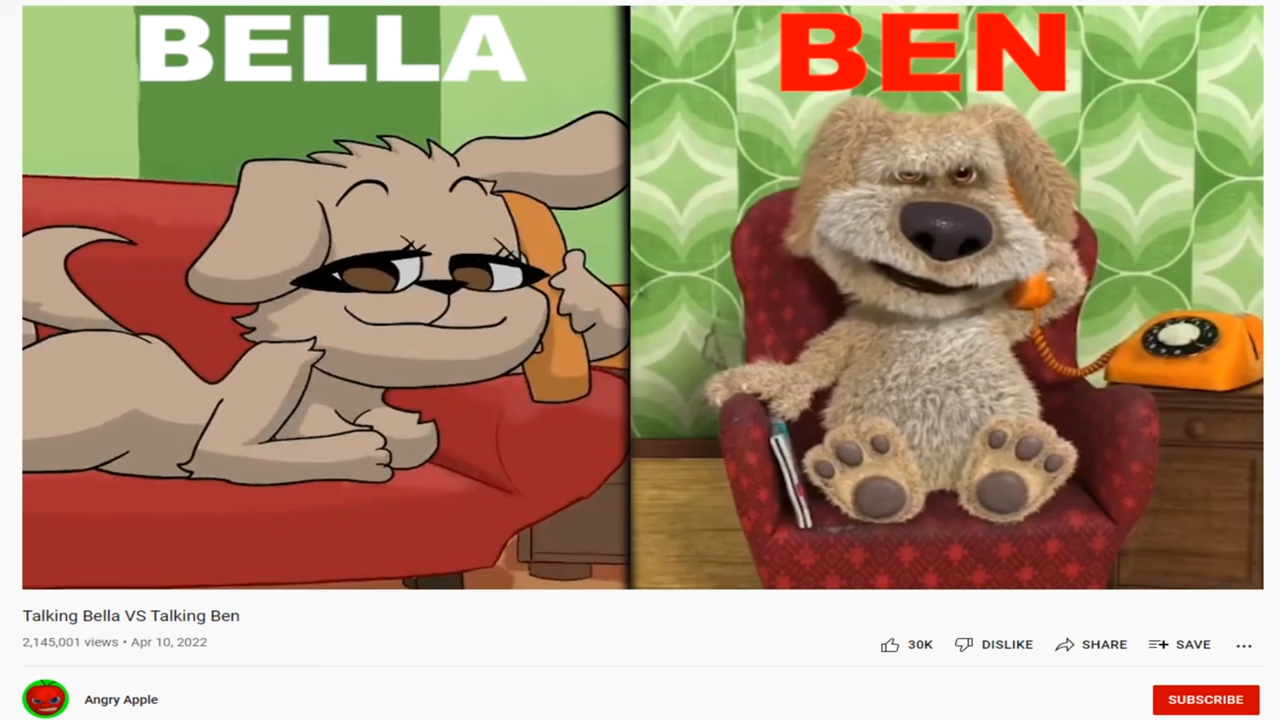 BELLA
BEN
Talking Bella VS Talking Ben
2,145,001 views • Apr 10, 2022
30K DISLIKE SHARE SAVE ...
Angry Apple
SUBSCRIBE